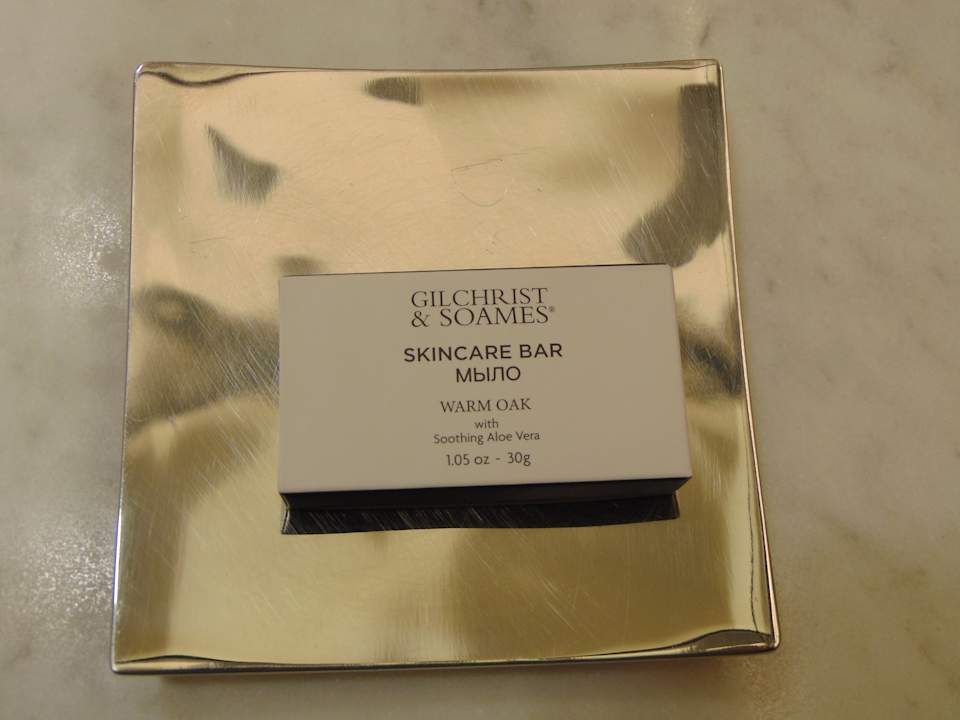 GILCHRIST
& SOAMES®
SKINCARE BAR
МЫЛО
WARM OAK
with
Soothing Aloe Vera
1.05 oz - 30g